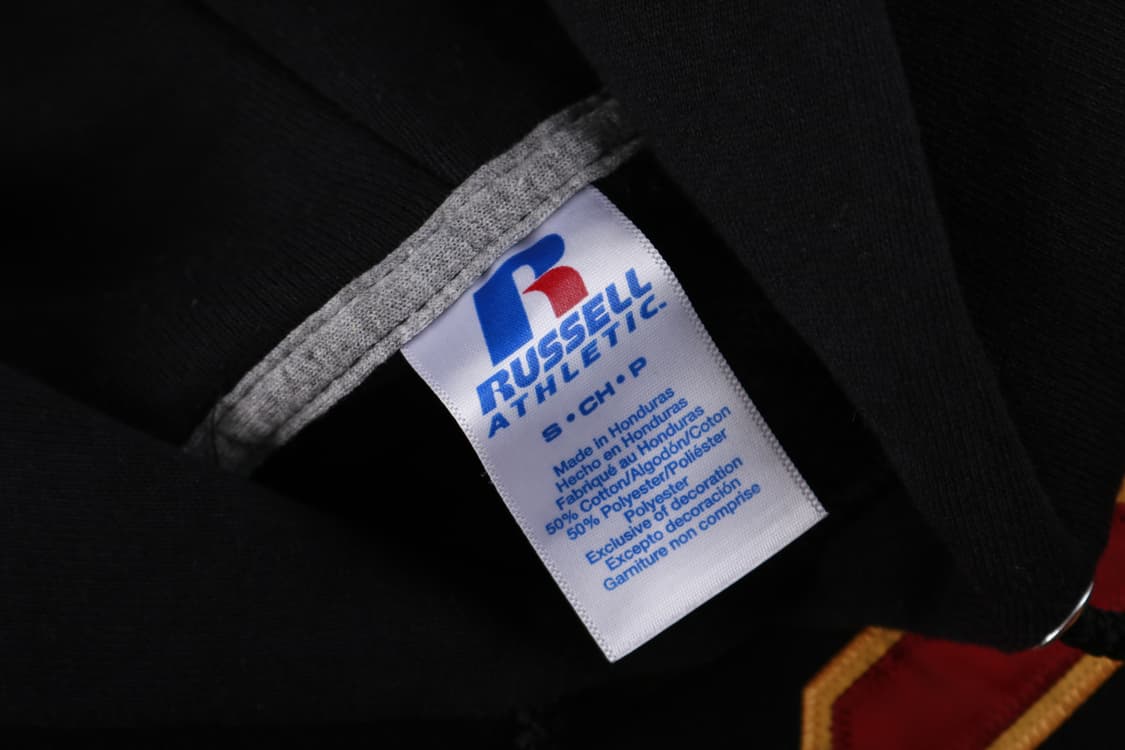 RUSSELL
ATHLETIC.
S • CH • P
Made in Honduras
Hecho en Honduras
Fabriqué au Honduras
50% Cotton/Algodón/Coton
50% Polyester/Poliéster
Polyester
Exclusive of decoration
Excepto decoración
Garniture non comprise